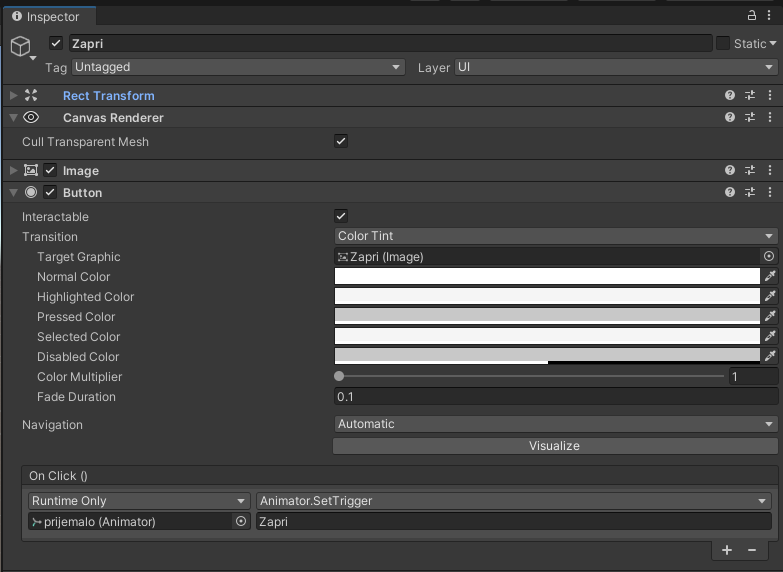 Inspector
Zapri Static
Tag Untagged Layer UI
Rect Transform
Canvas Renderer
Cull Transparent Mesh
Image
Button
Interactable
Transition Color Tint
Target Graphic Zapri (Image)
Normal Color
Highlighted Color
Pressed Color
Selected Color
Disabled Color
Color Multiplier 1
Fade Duration 0.1
Navigation Automatic
Visualize
On Click ()
Runtime Only Animator.SetTrigger
prijemalo (Animator) Zapri